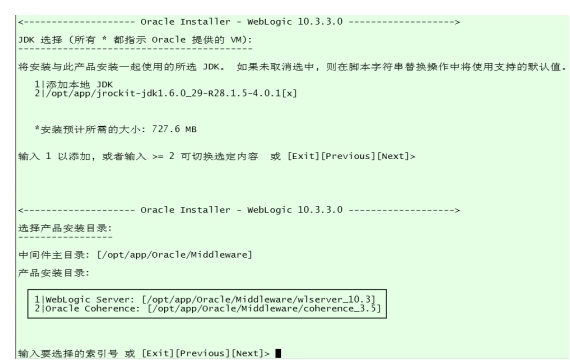 <------------------- Oracle Installer - WebLogic 10.3.3.0 ------------------->
JDK 选择 (所有 * 都指示 Oracle 提供的 VM):
----------------------------------------
将安装与此产品安装一起使用的所选 JDK。 如果未取消选中, 则在脚本字符串替换操作中将使用支持的默认值.
1|添加本地 JDK
2|/opt/app/jrockit-jdk1.6.0_29-R28.1.5-4.0.1[x]
*安装预计所需的大小: 727.6 MB
输入 1 以添加, 或者输入 >= 2 可切换选定内容 或 [Exit][Previous][Next]>
<------------------- Oracle Installer - WebLogic 10.3.3.0 ------------------->
选择产品安装目录:
----------------
中间件主目录: [/opt/app/Oracle/Middleware]
产品安装目录:
1|WebLogic Server: [/opt/app/Oracle/Middleware/wlserver_10.3]
2|Oracle Coherence: [/opt/app/Oracle/Middleware/coherence_3.5]
输入要选择的索引号 或 [Exit][Previous][Next]>